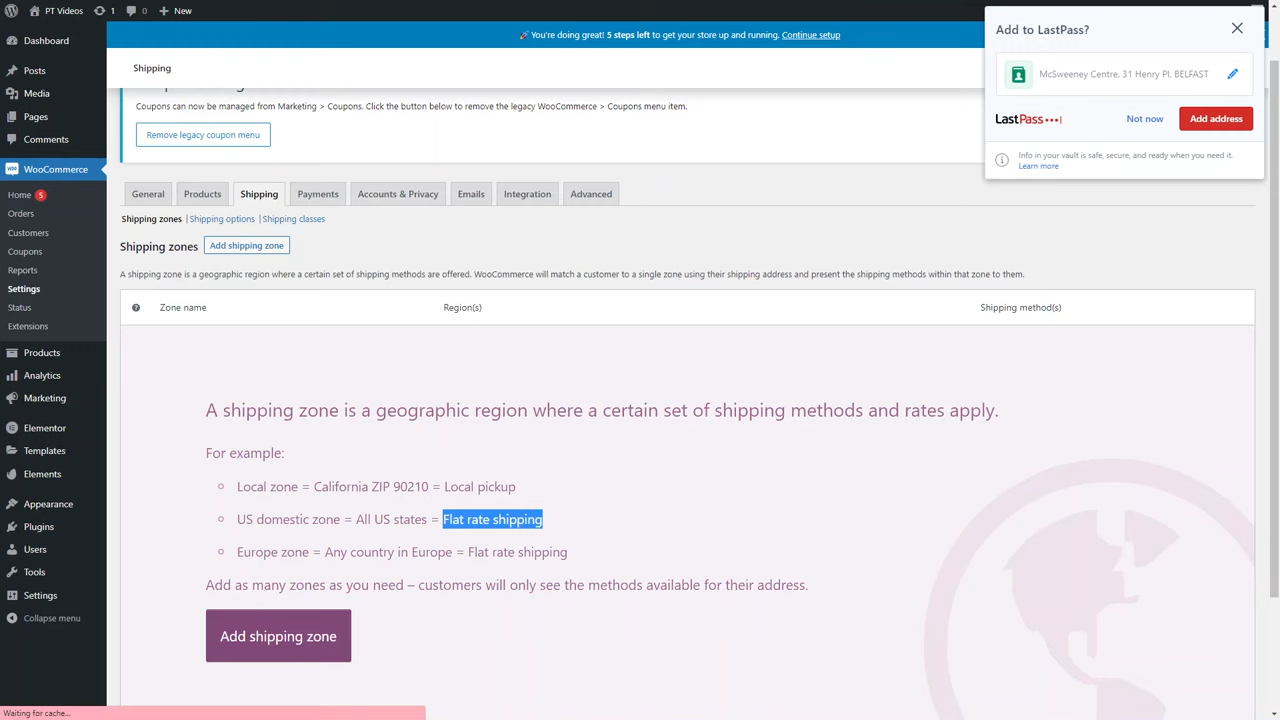 PT Videos 1 0 New
Dashboard
Posts
Media
Pages
Comments
WooCommerce
Home 5
Orders
Customers
Coupons
Reports
Settings
Status
Extensions
Products
Analytics
Marketing
Elementor
Templates
Elements
Appearance
Plugins
Users
Tools
Settings
Collapse menu
You're doing great! 5 steps left to get your store up and running. Continue setup
Shipping
Coupons can now be managed from Marketing > Coupons. Click the button below to remove the legacy WooCommerce > Coupons menu item.
Remove legacy coupon menu
General Products Shipping Payments Accounts & Privacy Emails Integration Advanced
Shipping zones | Shipping options | Shipping classes
Shipping zones Add shipping zone
A shipping zone is a geographic region where a certain set of shipping methods are offered. WooCommerce will match a customer to a single zone using their shipping address and present the shipping methods within that zone to them.
Zone name Region(s) Shipping method(s)
A shipping zone is a geographic region where a certain set of shipping methods and rates apply.
For example:
Local zone = California ZIP 90210 = Local pickup
US domestic zone = All US states = Flat rate shipping
Europe zone = Any country in Europe = Flat rate shipping
Add as many zones as you need – customers will only see the methods available for their address.
Add shipping zone
Add to LastPass?
McSweeney Centre, 31 Henry Pl, BELFAST
LastPass Not now Add address
Info in your vault is safe, secure, and ready when you need it.
Learn more
Waiting for cache...